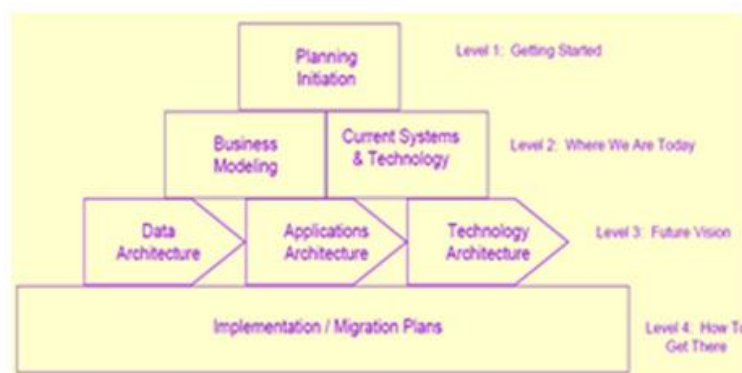 Planning
Initiation
Level 1: Getting Started
Business
Modeling
Current Systems
& Technology
Level 2: Where We Are Today
Data
Architecture
Applications
Architecture
Technology
Architecture
Level 3: Future Vision
Implementation / Migration Plans
Level 4: How To
Get There